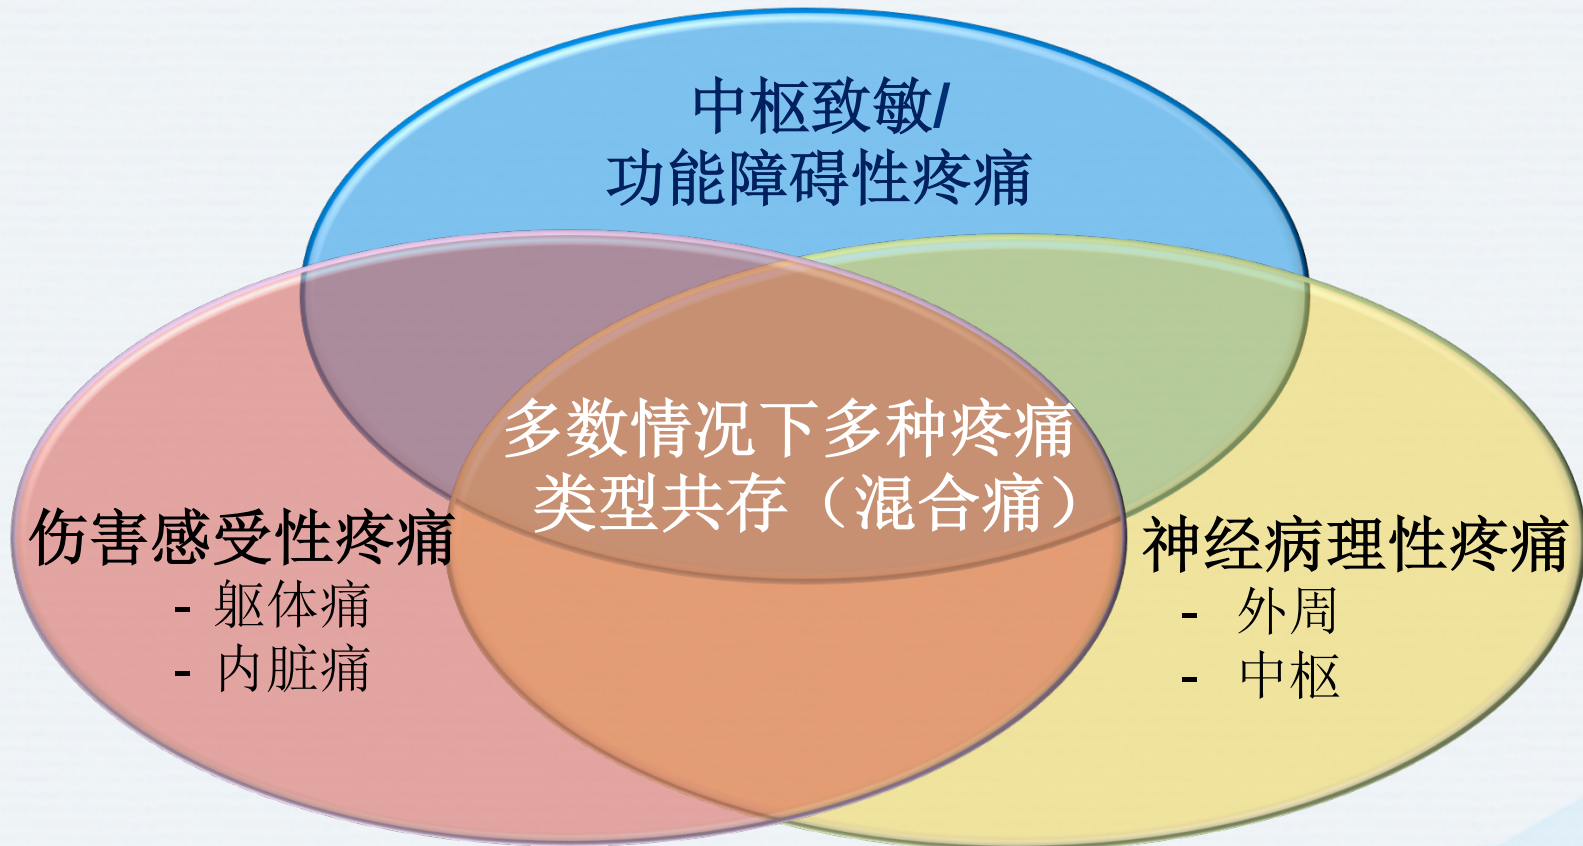 中枢致敏/
功能障碍性疼痛
多数情况下多种疼痛
类型共存（混合痛）
伤害感受性疼痛
- 躯体痛
- 内脏痛
神经病理性疼痛
- 外周
- 中枢